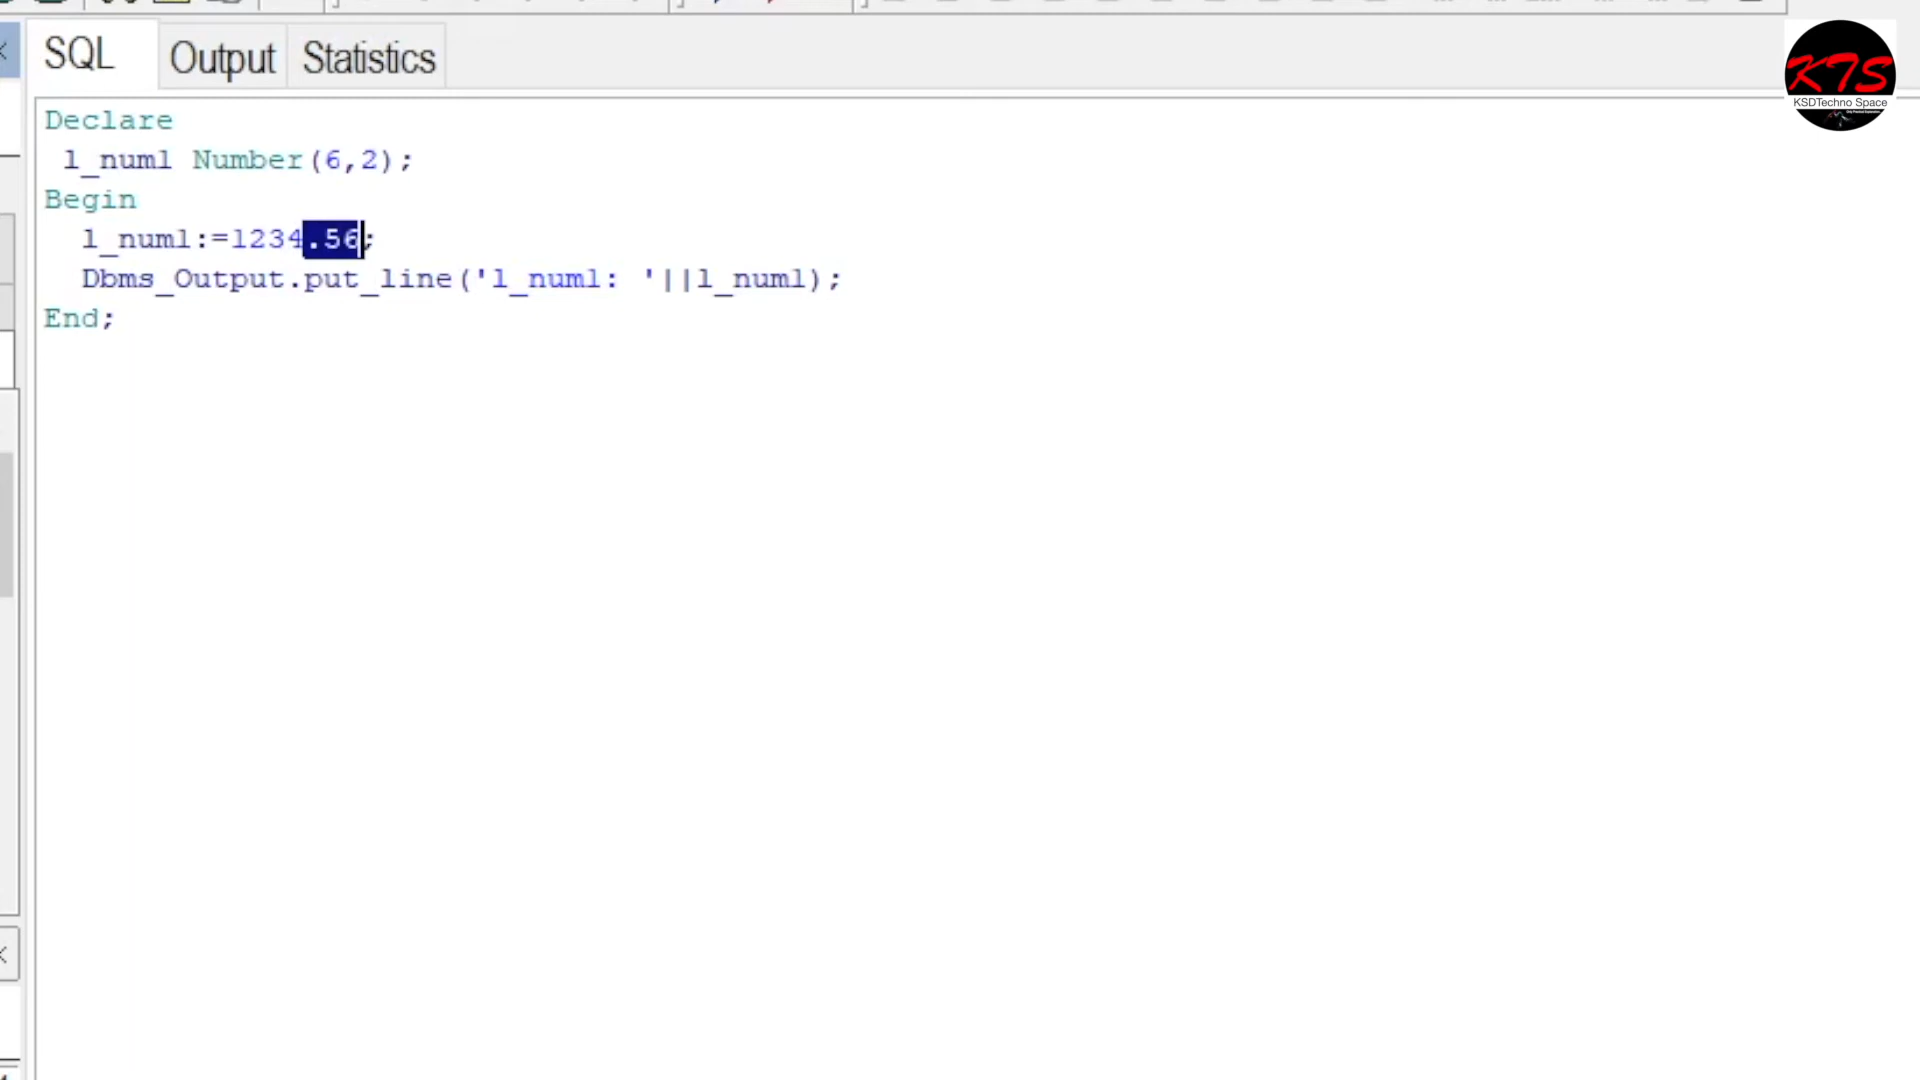 SQL Output Statistics
KTS
KSDTechno Space
Declare
l_num1 Number(6,2);
Begin
l_num1:=1234.56;
Dbms_Output.put_line('l_num1: '||l_num1);
End;